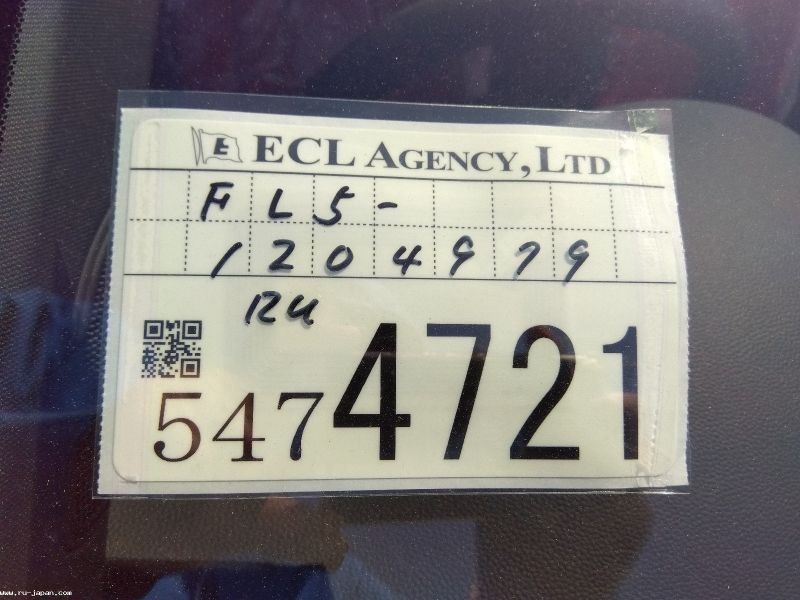 E ECL AGENCY, LTD
FL5-
1204979
RU
5474721
www.ru-japan.com